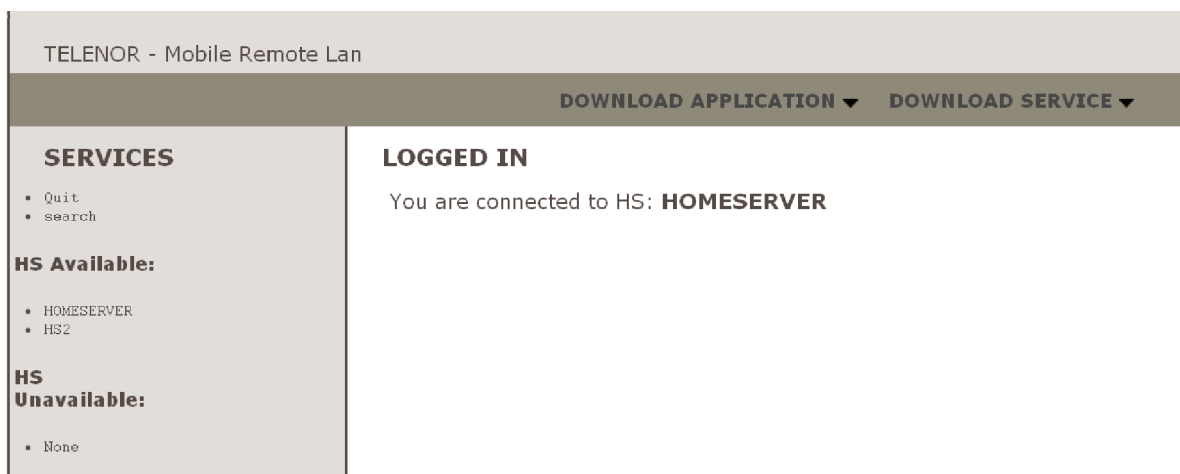 TELENOR - Mobile Remote Lan
DOWNLOAD APPLICATION DOWNLOAD SERVICE
SERVICES
Quit
search
HS Available:
HOMESERVER
HS2
HS
Unavailable:
None
LOGGED IN
You are connected to HS: HOMESERVER